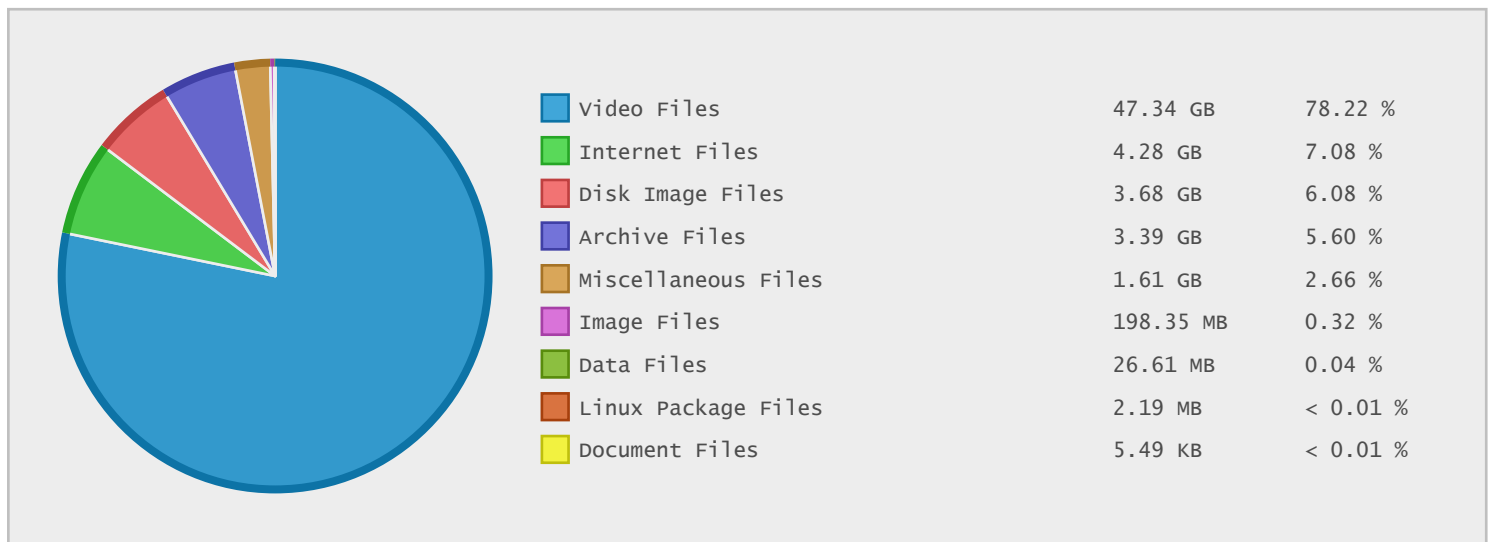 Video Files 47.34 GB 78.22 %
Internet Files 4.28 GB 7.08 %
Disk Image Files 3.68 GB 6.08 %
Archive Files 3.39 GB 5.60 %
Miscellaneous Files 1.61 GB 2.66 %
Image Files 198.35 MB 0.32 %
Data Files 26.61 MB 0.04 %
Linux Package Files 2.19 MB < 0.01 %
Document Files 5.49 KB < 0.01 %